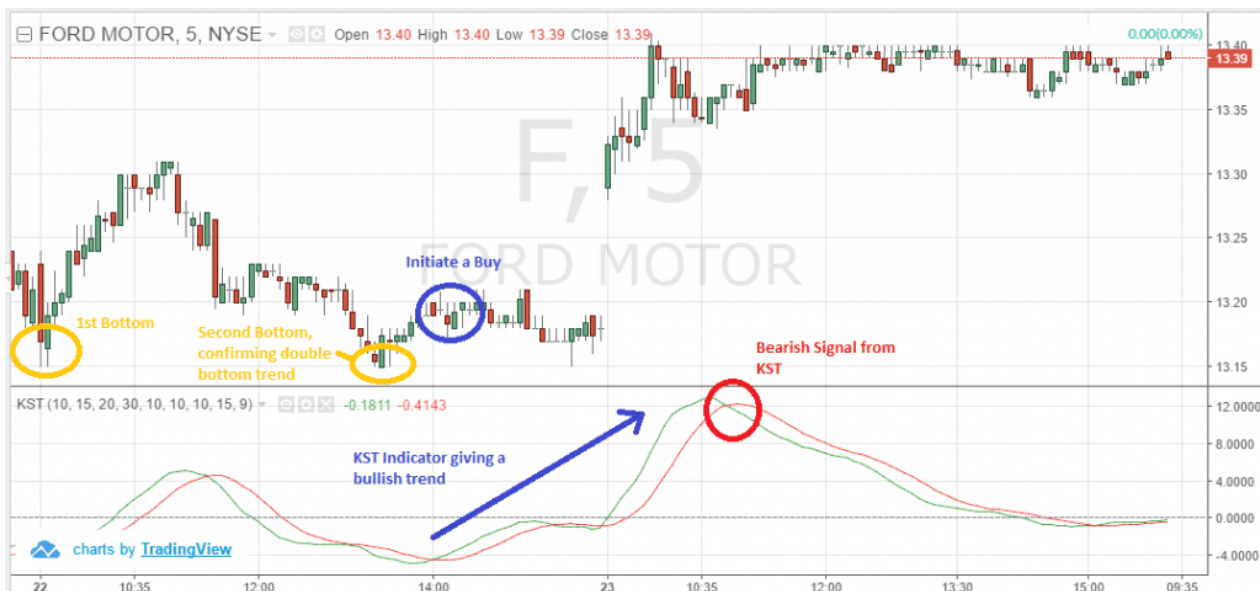 FORD MOTOR, 5, NYSE Open 13.40 High 13.40 Low 13.39 Close 13.39
0.00(0.00%)
13.40
13.39
13.35
F, 5
13.30
FORD MOTOR
13.25
Initiate a Buy
13.20
1st Bottom
Second Bottom,
confirming double
bottom trend
Bearish Signal from
KST
13.15
KST (10, 15, 20, 30, 10, 10, 10, 15, 9) -0.1811 -0.4143
12.0000
8.0000
KST Indicator giving a
bullish trend
4.0000
0.0000
charts by TradingView
-4.0000
22 10:35 12:00 14:00 23 10:35 12:00 13:30 15:00 09:35